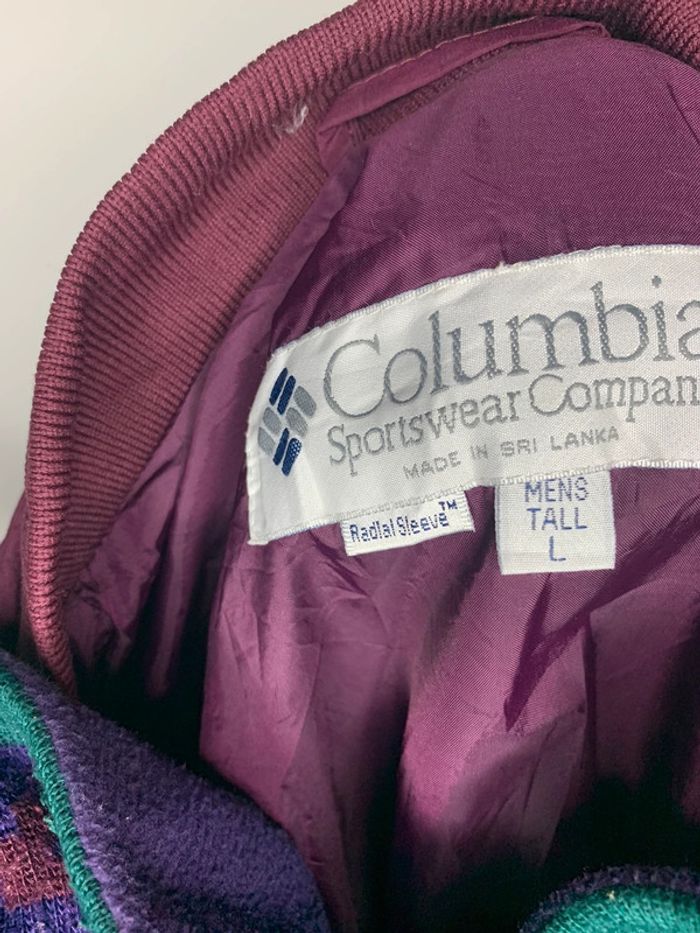 Columbia
Sportswear Compan
MADE IN SRI LANKA
Radial Sleeve™
MENS
TALL
L